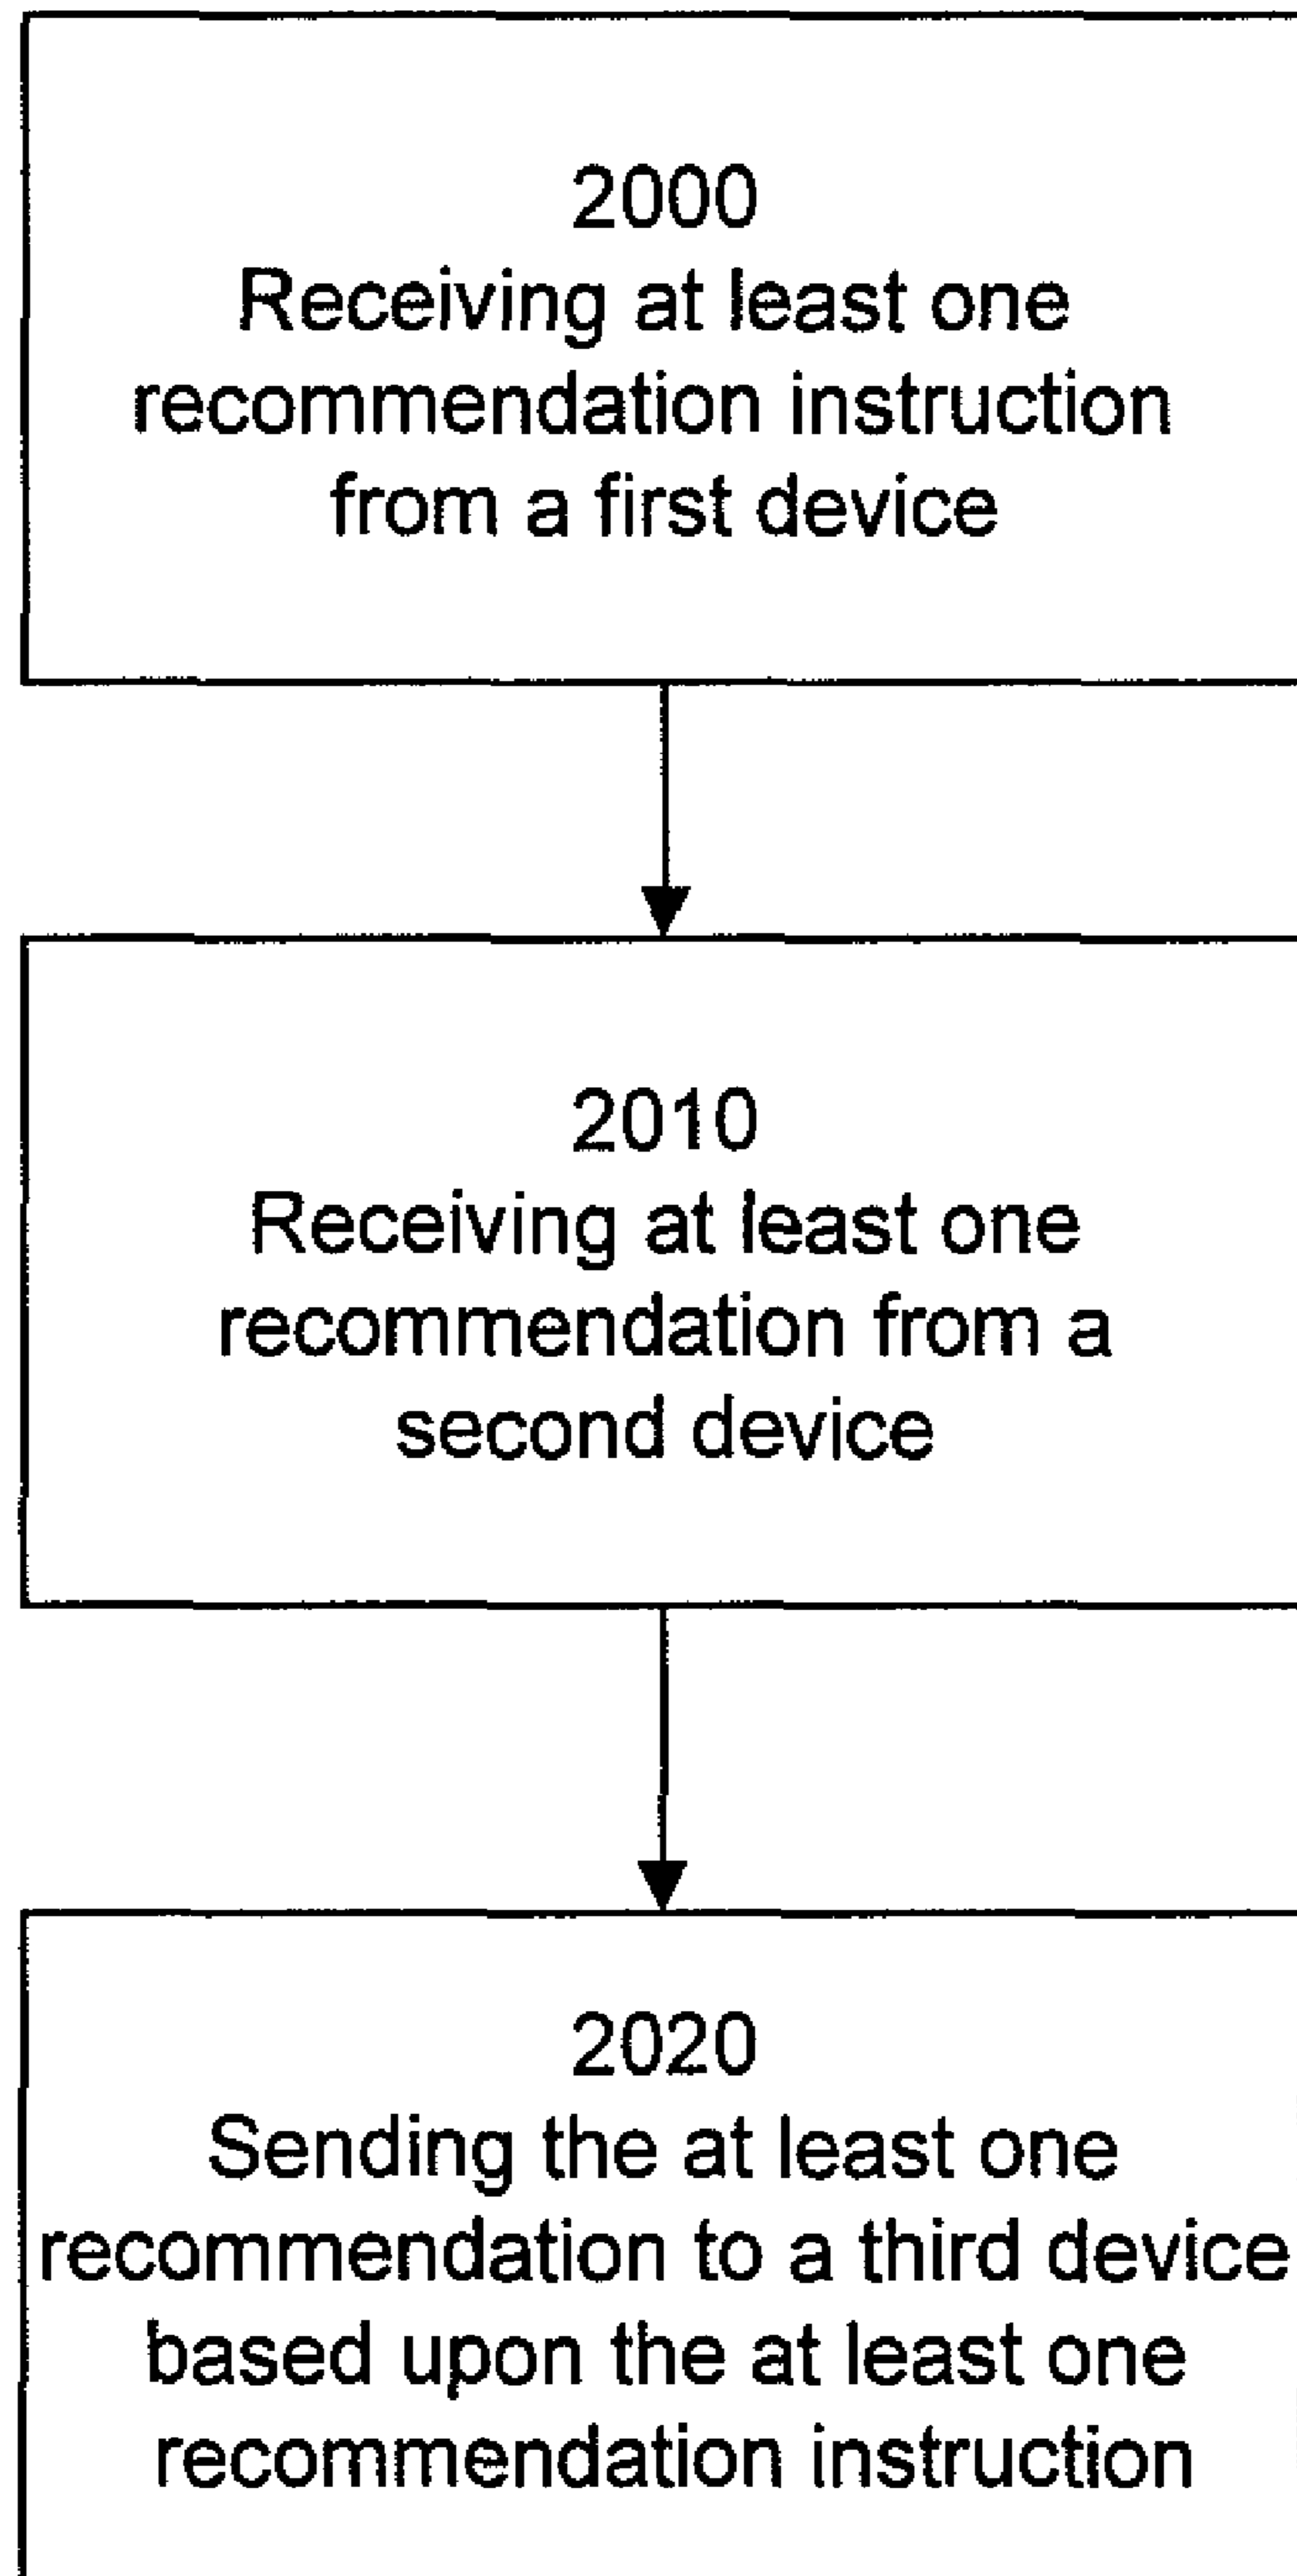 2000
Receiving at least one
recommendation instruction
from a first device
2010
Receiving at least one
recommendation from a
second device
2020
Sending the at least one
recommendation to a third device
based upon the at least one
recommendation instruction